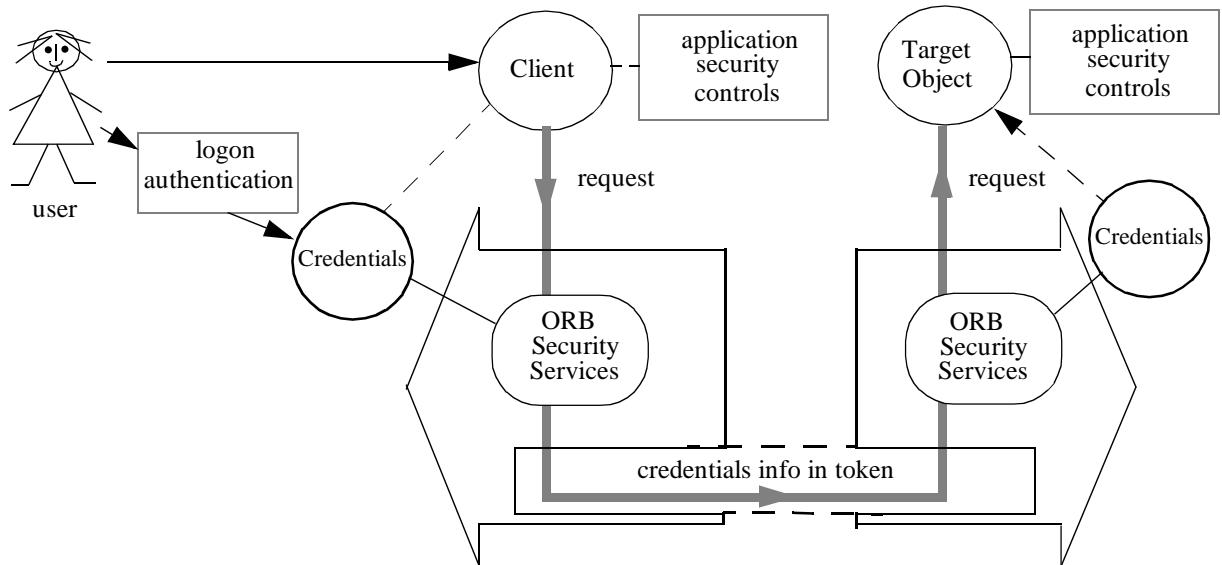 application
security
controls
Client
Target
Object
application
security
controls
logon
authentication
user
request
request
Credentials
Credentials
ORB
Security
Services
ORB
Security
Services
credentials info in token